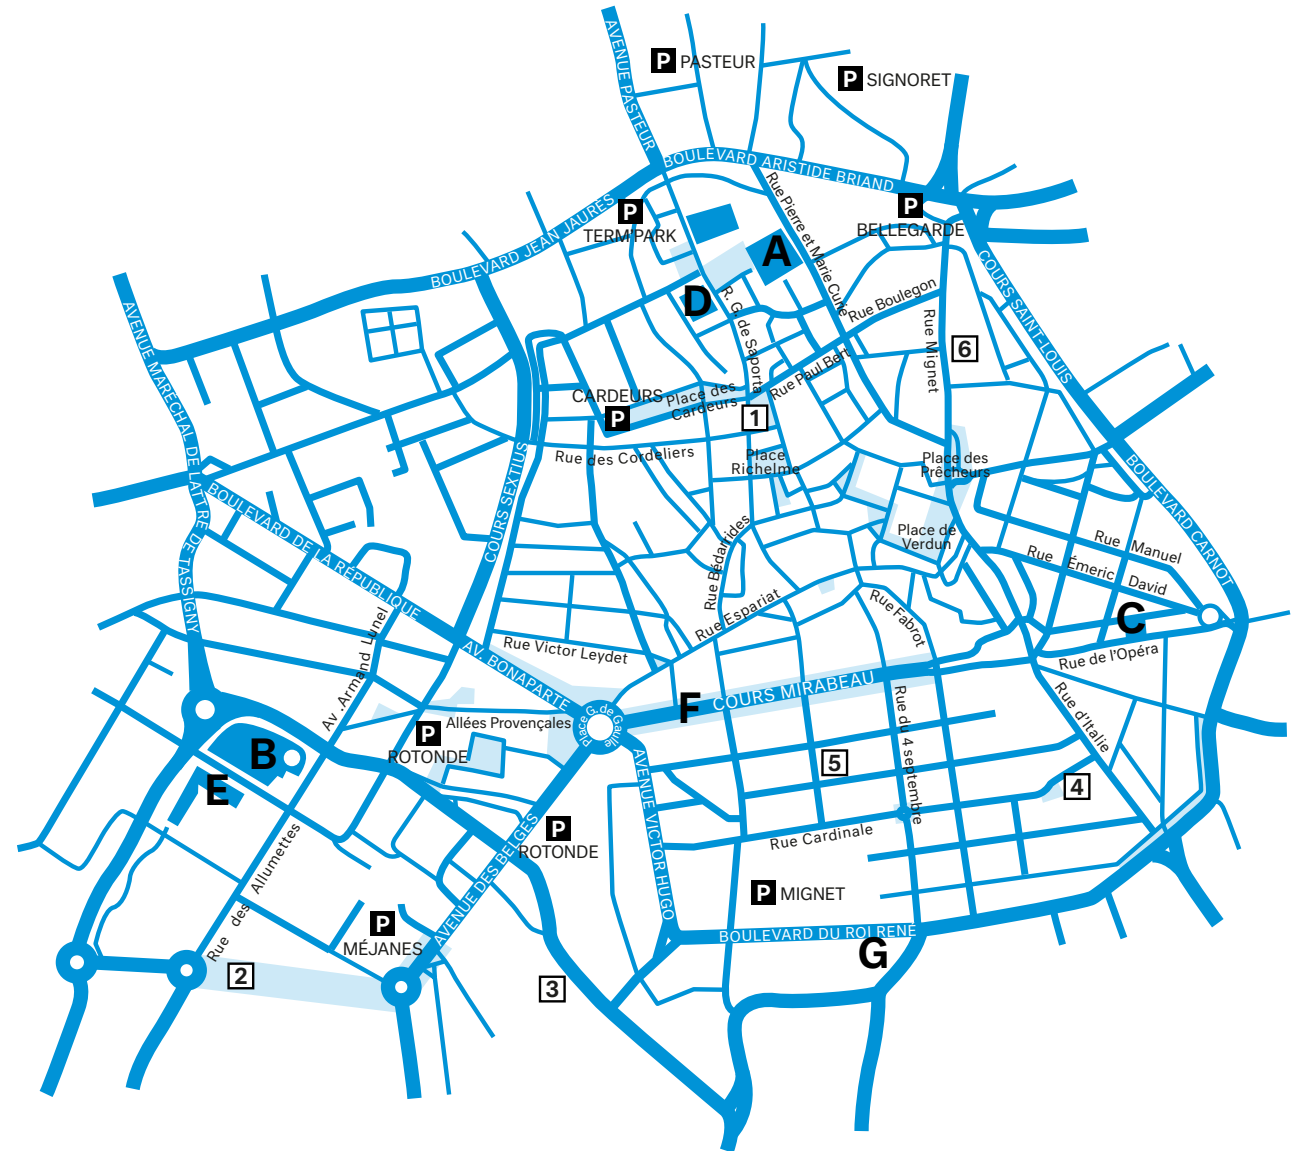 AVENUE PASTEUR
P PASTEUR
P SIGNORET
BOULEVARD ARISTIDE BRIAND
P
TERM'PARK
BOULEVARD JEAN JAURÈS
Rue Pierre et Marie Curie
P
BELLEGARDE
A
D
R. G. de Saporta
Rue Boulegon
Rue Mignet
COURS SAINT-LOUIS
6
AVENUE MARÉCHAL DE LATTRE DE TASSIGNY
CARDEURS
P
Place des
Cardeurs
Rue Paul Bert
1
Rue des Cordeliers
Place
Richelme
Place des
Prêcheurs
BOULEVARD CARNOT
COURS SEXTIUS
BOULEVARD DE LA RÉPUBLIQUE
Rue Bédarrides
Place de
Verdun
Rue Manuel
Rue Émeric David
Rue Espariat
Rue Fabrot
C
Av. Armand Lunel
Rue Victor Leydet
AV. BONAPARTE
Rue de l'Opéra
F
COURS MIRABEAU
Rue d'Italie
Rue du 4 septembre
Allées Provençales
Place G. de Gaulle
P
ROTONDE
B
E
5
4
AVENUE VICTOR HUGO
P
ROTONDE
AVENUE DES BELGES
Rue Cardinale
Rue des Allumettes
P MIGNET
P
MÉJANES
BOULEVARD DU ROI RENÉ
G
2
3